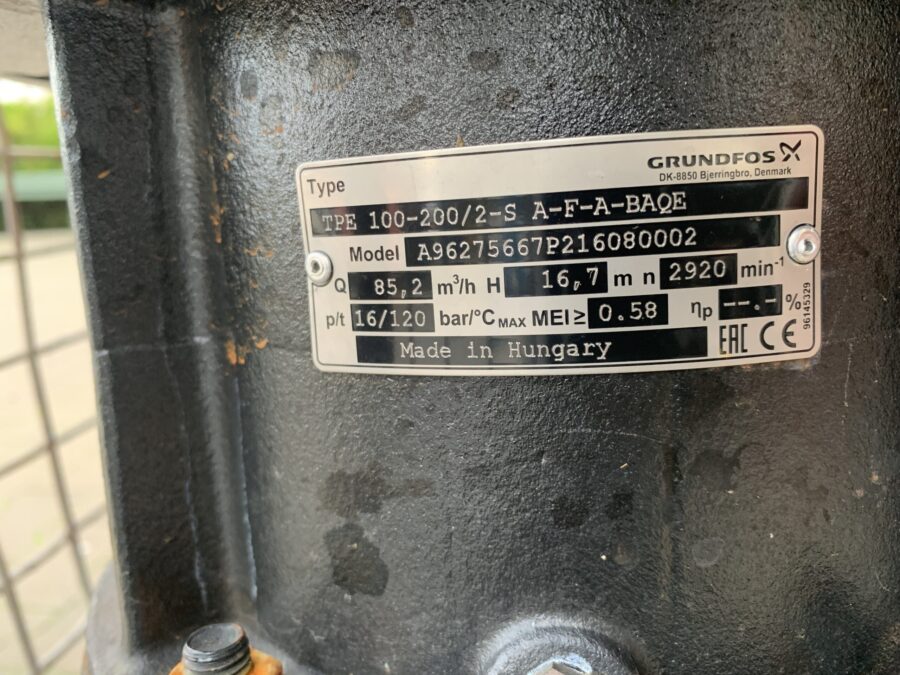 GRUNDFOS
DK-8850 Bjerringbro, Denmark
Type
TPE 100-200/2-S A-F-A-BAQE
Model A96275667P216080002
Q 85,2 m³/h H 16,7 m n 2920 min⁻¹
p/t 16/120 bar/°C MAX MEI ≥ 0.58 ηp --.- %
Made in Hungary EAC CE
96145329